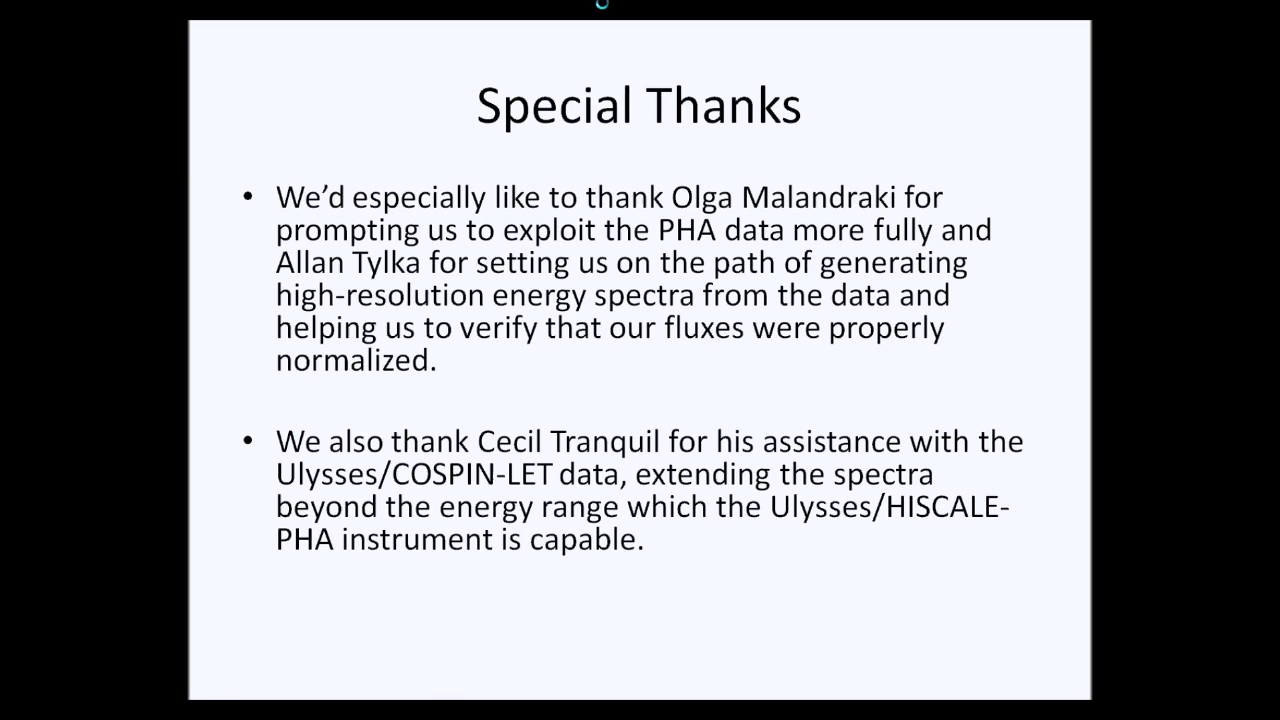 Special Thanks
• We’d especially like to thank Olga Malandraki for
prompting us to exploit the PHA data more fully and
Allan Tylka for setting us on the path of generating
high-resolution energy spectra from the data and
helping us to verify that our fluxes were properly
normalized.
• We also thank Cecil Tranquil for his assistance with the
Ulysses/COSPIN-LET data, extending the spectra
beyond the energy range which the Ulysses/HISCALE-
PHA instrument is capable.